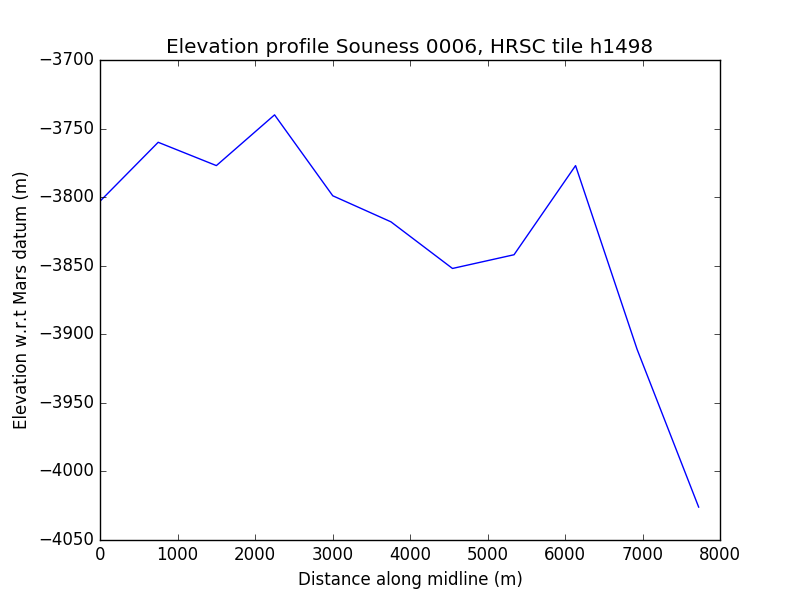 Elevation profile Souness 0006, HRSC tile h1498
−3700
−3750
−3800
−3850
−3900
−3950
−4000
−4050
Elevation w.r.t Mars datum (m)
0 1000 2000 3000 4000 5000 6000 7000 8000
Distance along midline (m)